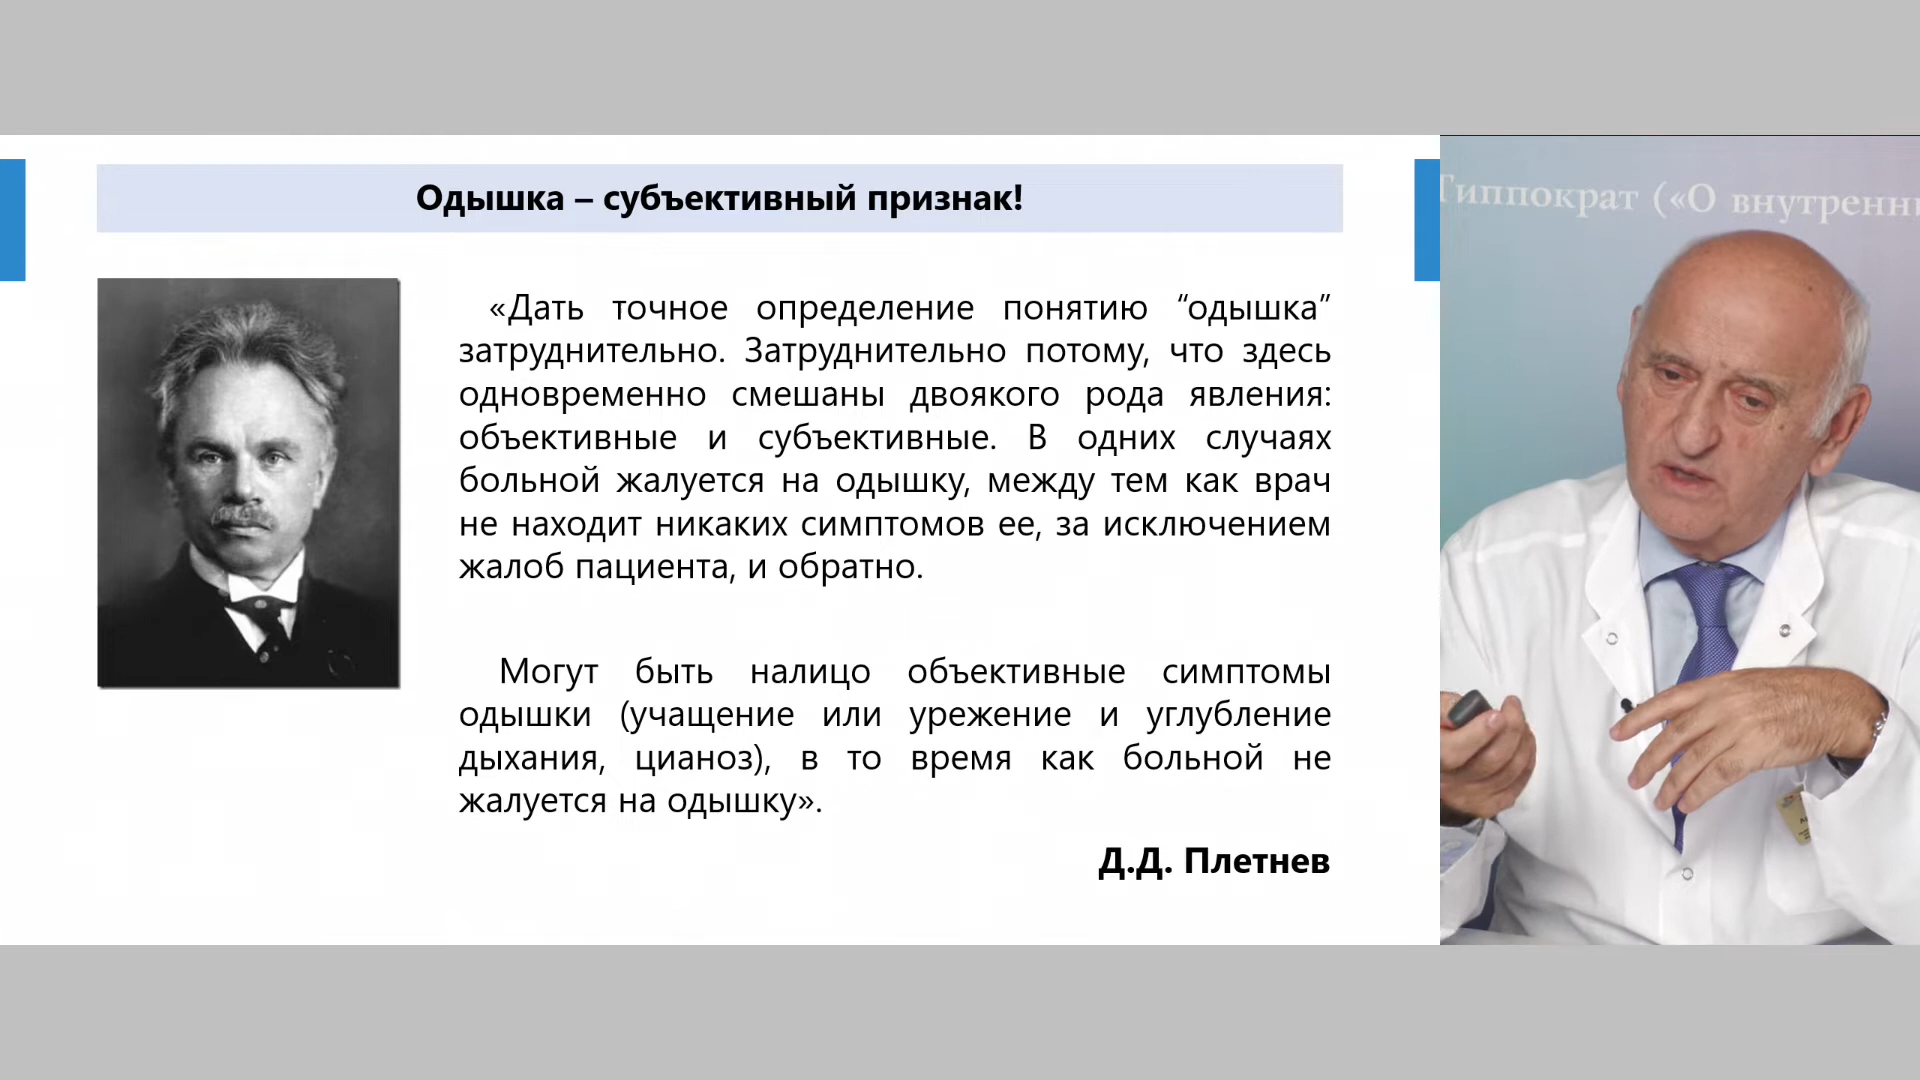 Одышка – субъективный признак!
«Дать точное определение понятию “одышка”
затруднительно. Затруднительно потому, что здесь
одновременно смешаны двоякого рода явления:
объективные и субъективные. В одних случаях
больной жалуется на одышку, между тем как врач
не находит никаких симптомов ее, за исключением
жалоб пациента, и обратно.
Могут быть налицо объективные симптомы
одышки (учащение или урежение и углубление
дыхания, цианоз), в то время как больной не
жалуется на одышку».
Д.Д. Плетнев
Гиппократ («О внутренн